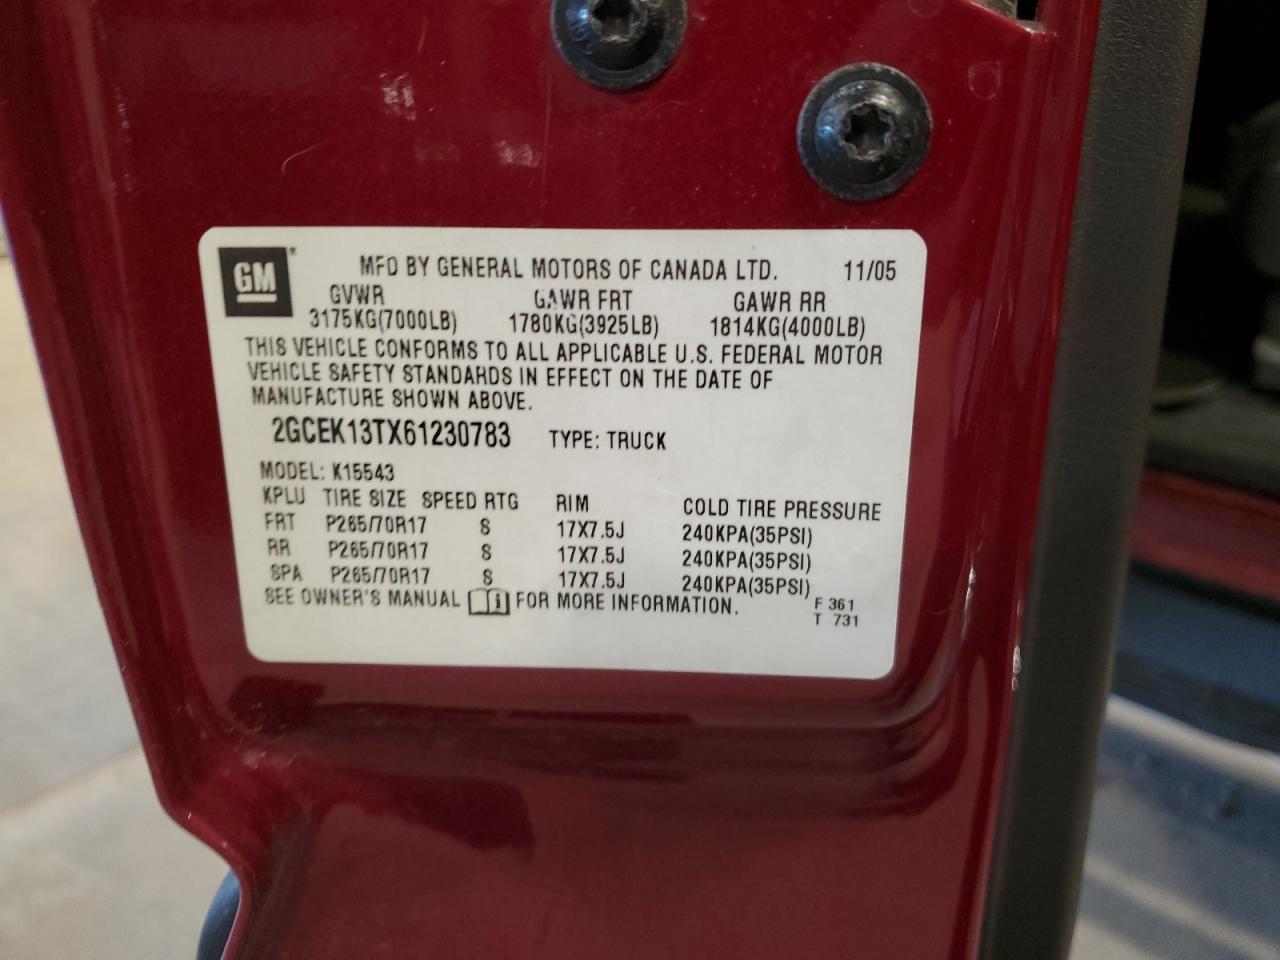 GM
MFD BY GENERAL MOTORS OF CANADA LTD. 11/05
GVWR GAWR FRT GAWR RR
3175KG(7000LB) 1780KG(3925LB) 1814KG(4000LB)
THIS VEHICLE CONFORMS TO ALL APPLICABLE U.S. FEDERAL MOTOR
VEHICLE SAFETY STANDARDS IN EFFECT ON THE DATE OF
MANUFACTURE SHOWN ABOVE.
2GCEK13TX61230783 TYPE: TRUCK
MODEL: K15543
KPLU TIRE SIZE SPEED RTG RIM COLD TIRE PRESSURE
FRT P265/70R17 S 17X7.5J 240KPA(35PSI)
RR P265/70R17 S 17X7.5J 240KPA(35PSI)
SPA P265/70R17 S 17X7.5J 240KPA(35PSI)
SEE OWNER'S MANUAL i FOR MORE INFORMATION. F 361
T 731